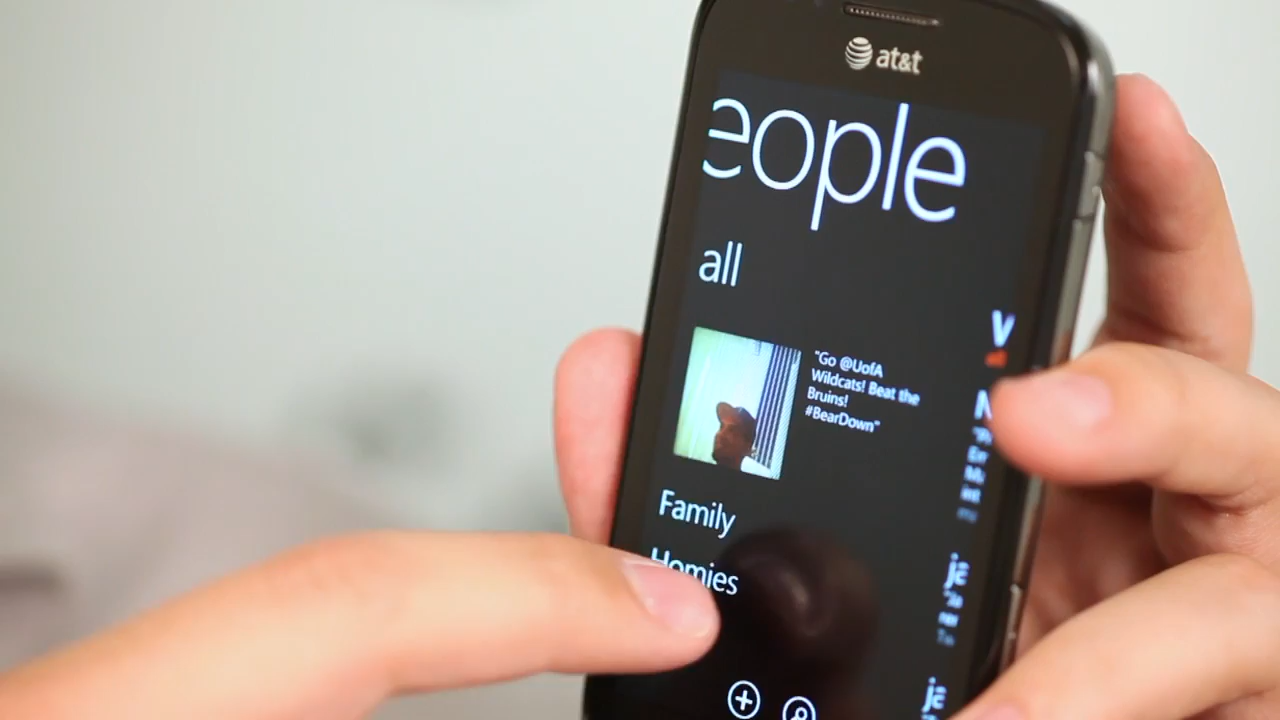 at&t
eople
all
"Go @UofA
Wildcats! Beat the
Bruins!
#BearDown"
Family
Homies